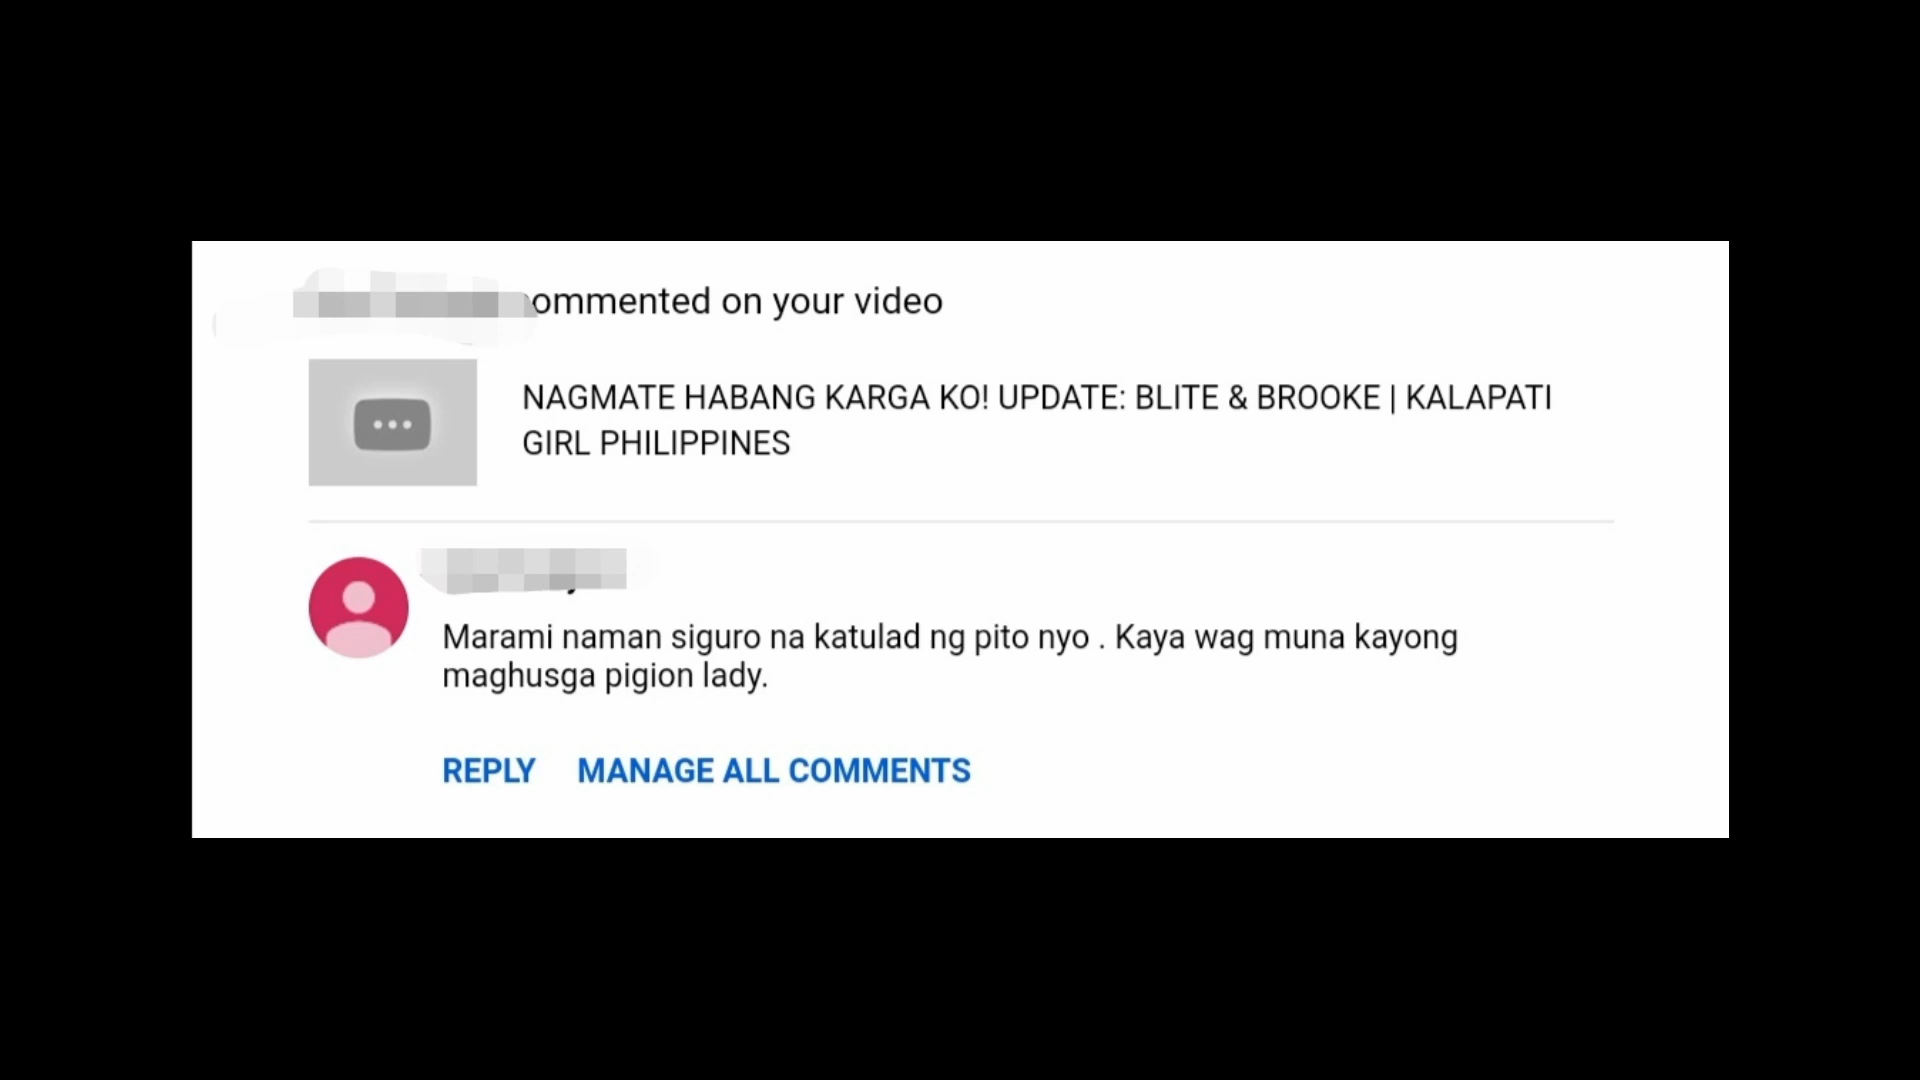 commented on your video
NAGMATE HABANG KARGA KO! UPDATE: BLITE & BROOKE | KALAPATI
GIRL PHILIPPINES
Marami naman siguro na katulad ng pito nyo . Kaya wag muna kayong
maghusga pigion lady.
REPLY MANAGE ALL COMMENTS